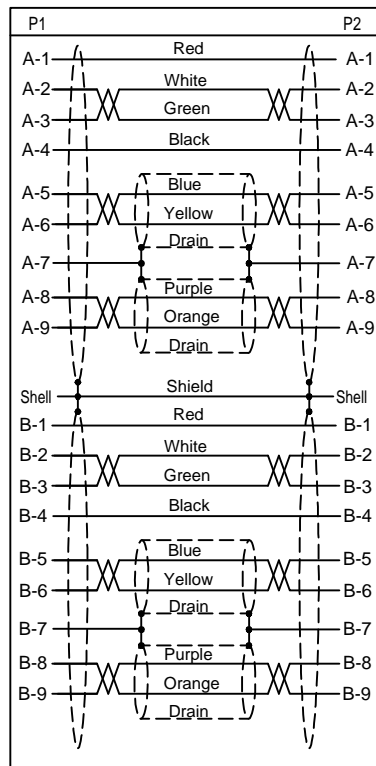 P1 P2
Red
A-1 A-1
White
A-2 A-2
Green
A-3 A-3
Black
A-4 A-4
Blue
A-5 A-5
Yellow
A-6 A-6
Drain
A-7 A-7
Purple
A-8 A-8
Orange
A-9 A-9
Drain
Shield
Shell Shell
Red
B-1 B-1
White
B-2 B-2
Green
B-3 B-3
Black
B-4 B-4
Blue
B-5 B-5
Yellow
B-6 B-6
Drain
B-7 B-7
Purple
B-8 B-8
Orange
B-9 B-9
Drain